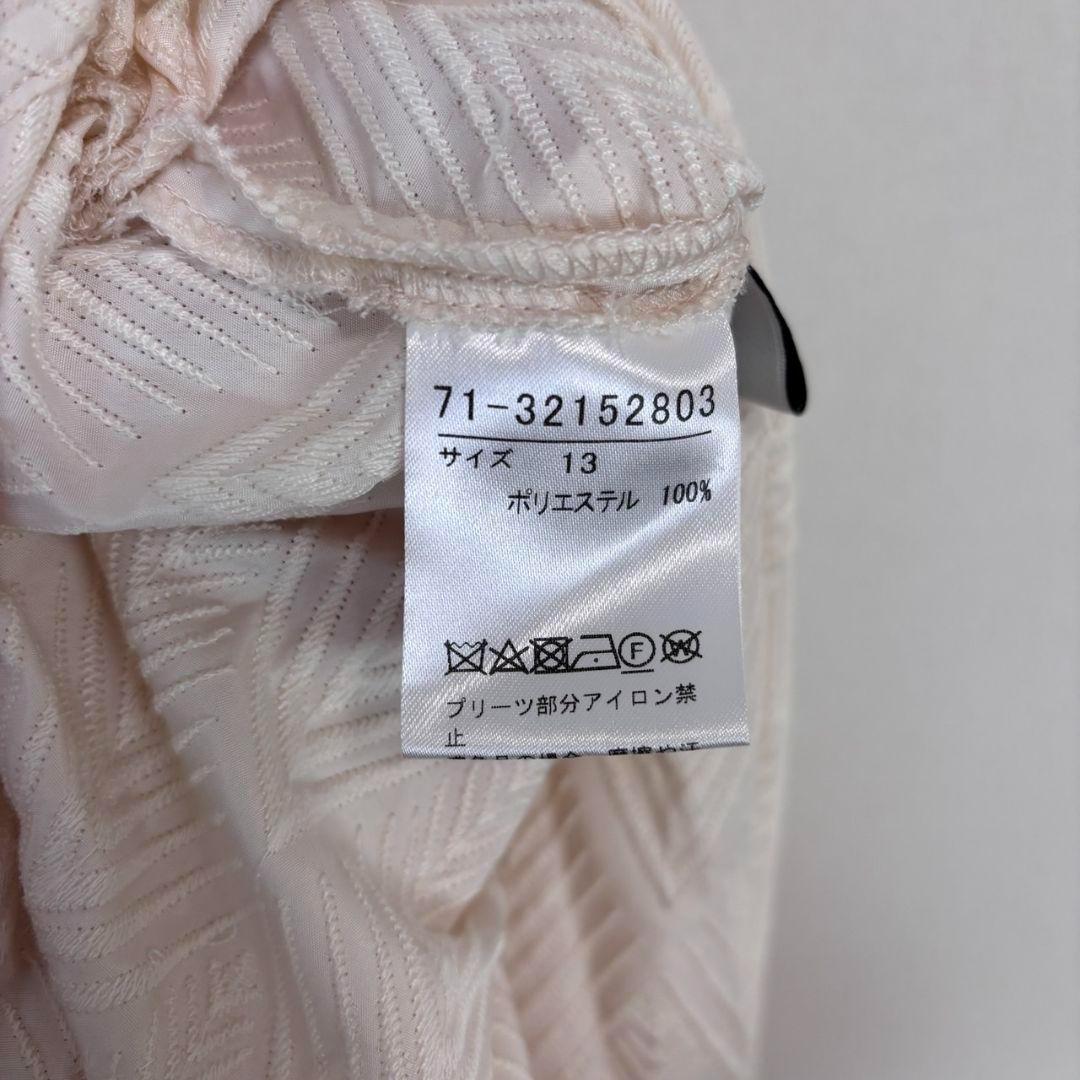 71-32152803
サイズ 13
ポリエステル 100%
F W
プリーツ部分アイロン禁
止